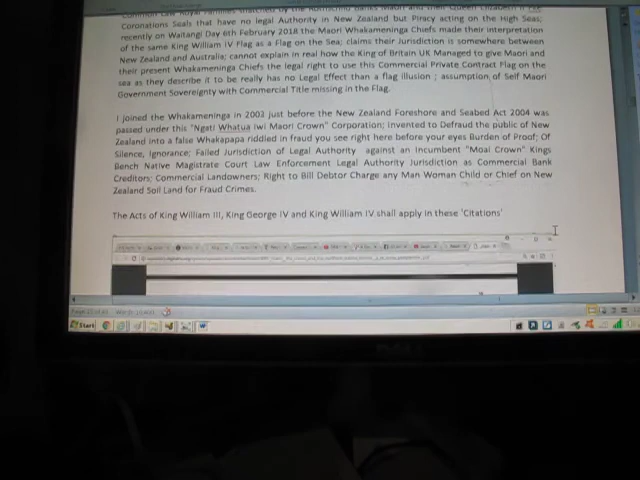 Common Law Royal Families
Coronations Seals that have no legal Authority in New Zealand but Piracy acting on the High Seas;
recently on Waitangi Day 6th February 2018 the Maori Whakameninga Chiefs made their interpretation
of the same King William IV Flag as a Flag on the Sea; claims their Jurisdiction is somewhere between
New Zealand and Australia; cannot explain in real how the King of Britain UK Managed to give Maori and
their present Whakameninga Chiefs the legal right to use this Commercial Private Contract Flag on the
sea as they describe it to be really has no Legal Effect than a flag illusion ; assumption of Self Maori
Government Sovereignty with Commercial Title missing in the Flag.
I joined the Whakameninga in 2003 just before the New Zealand Foreshore and Seabed Act 2004 was
passed under this "Ngati Whatua Iwi Maori Crown" Corporation; Invented to Defraud the public of New
Zealand into a false Whakapapa riddled in fraud you see right here before your eyes Burden of Proof; Of
Silence, Ignorance; Failed Jurisdiction of Legal Authority against an Incumbent "Moai Crown" Kings
Bench Native Magistrate Court Law Enforcement Legal Authority Jurisdiction as Commercial Bank
Creditors; Commercial Landowners; Right to Bill Debtor Charge any Man Woman Child or Chief on New
Zealand Soil Land for Fraud Crimes.
The Acts of King William III, King George IV and King William IV shall apply in these 'Citations'
Start